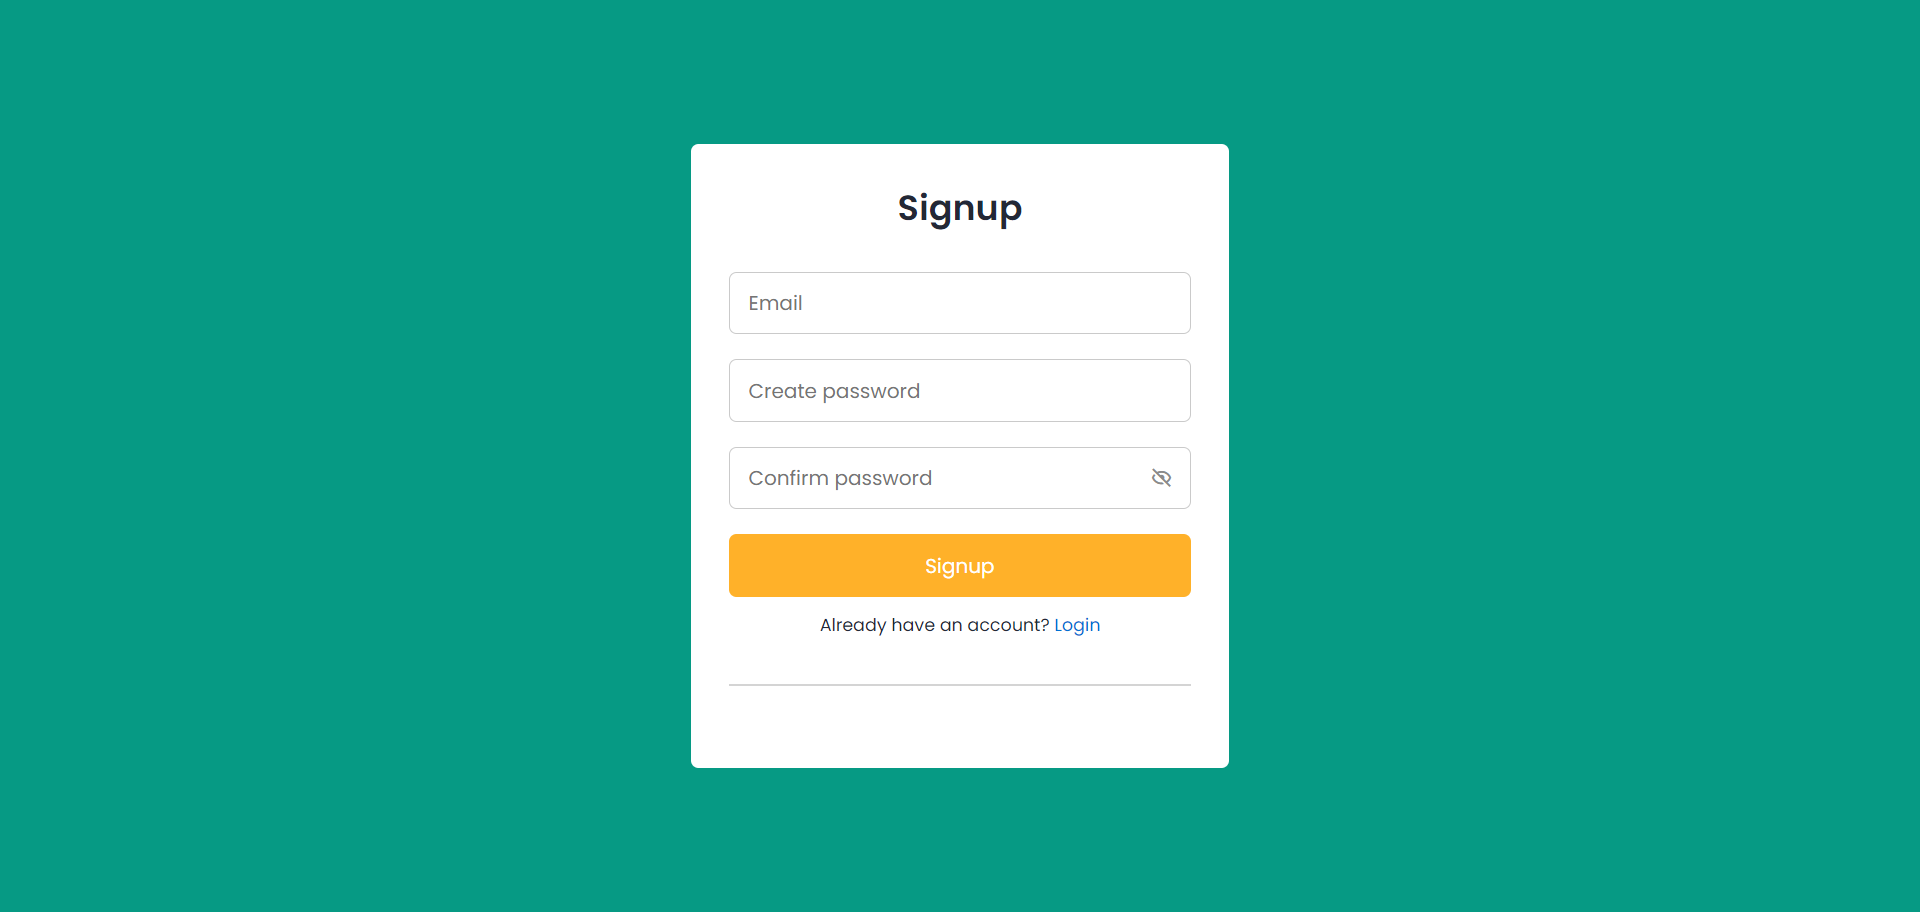 Signup
Email
Create password
Confirm password
Signup
Already have an account? Login